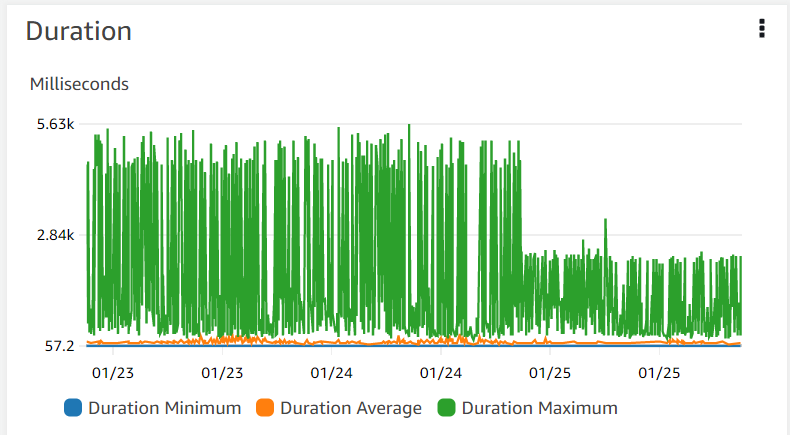 Duration
Milliseconds
5.63k
2.84k
57.2
01/23 01/23 01/24 01/24 01/25 01/25
Duration Minimum Duration Average Duration Maximum